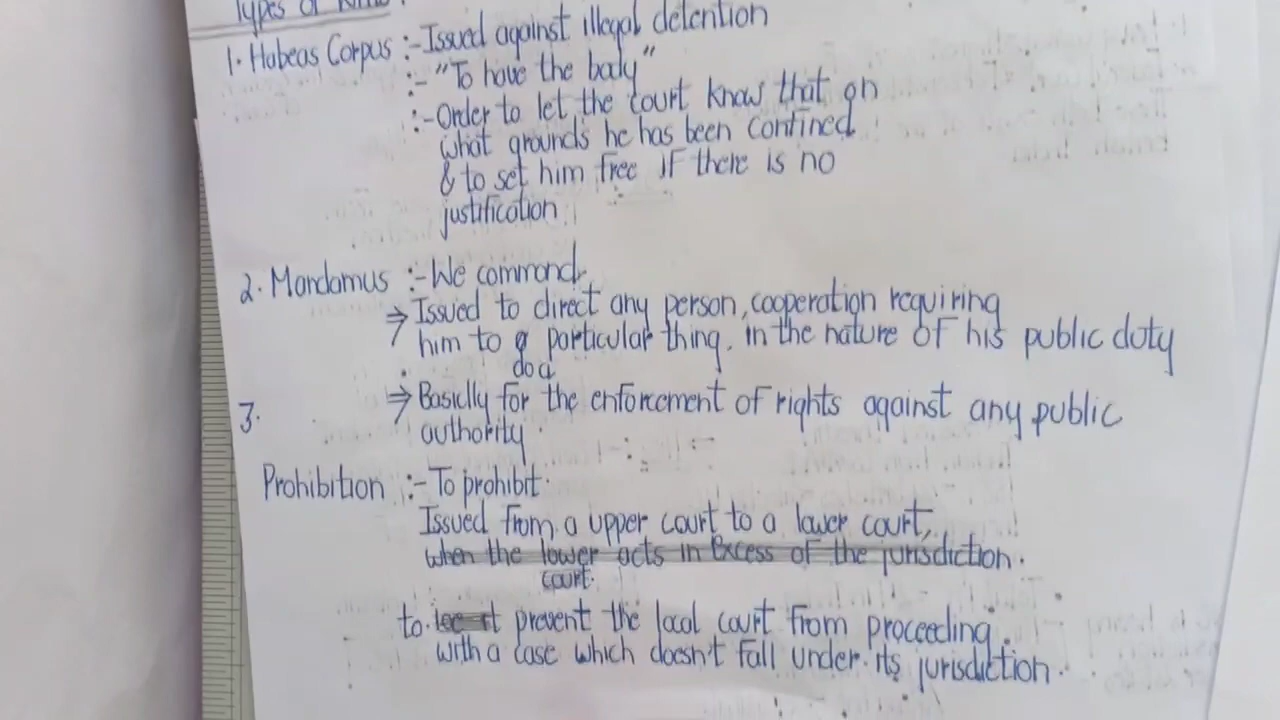 Types of Writs:
1. Habeas Corpus :- Issued against illegal detention
:- "To have the body"
:- Order to let the court know that on
what grounds he has been confined
& to set him free if there is no
justification
2. Mandamus :- We command.
⇒ Issued to direct any person, cooperation requiring
him to a particular thing, in the nature of his public duty
do a
⇒ Basiclly for the enforcement of rights against any public
3.
authority.
Prohibition :- To prohibit.
Issued from a upper court to a lower court,
when the lower acts in Excess of the jurisdiction.
court.
to prevent the local court from proceeding.
with a case which doesn't fall under its jurisdiction.